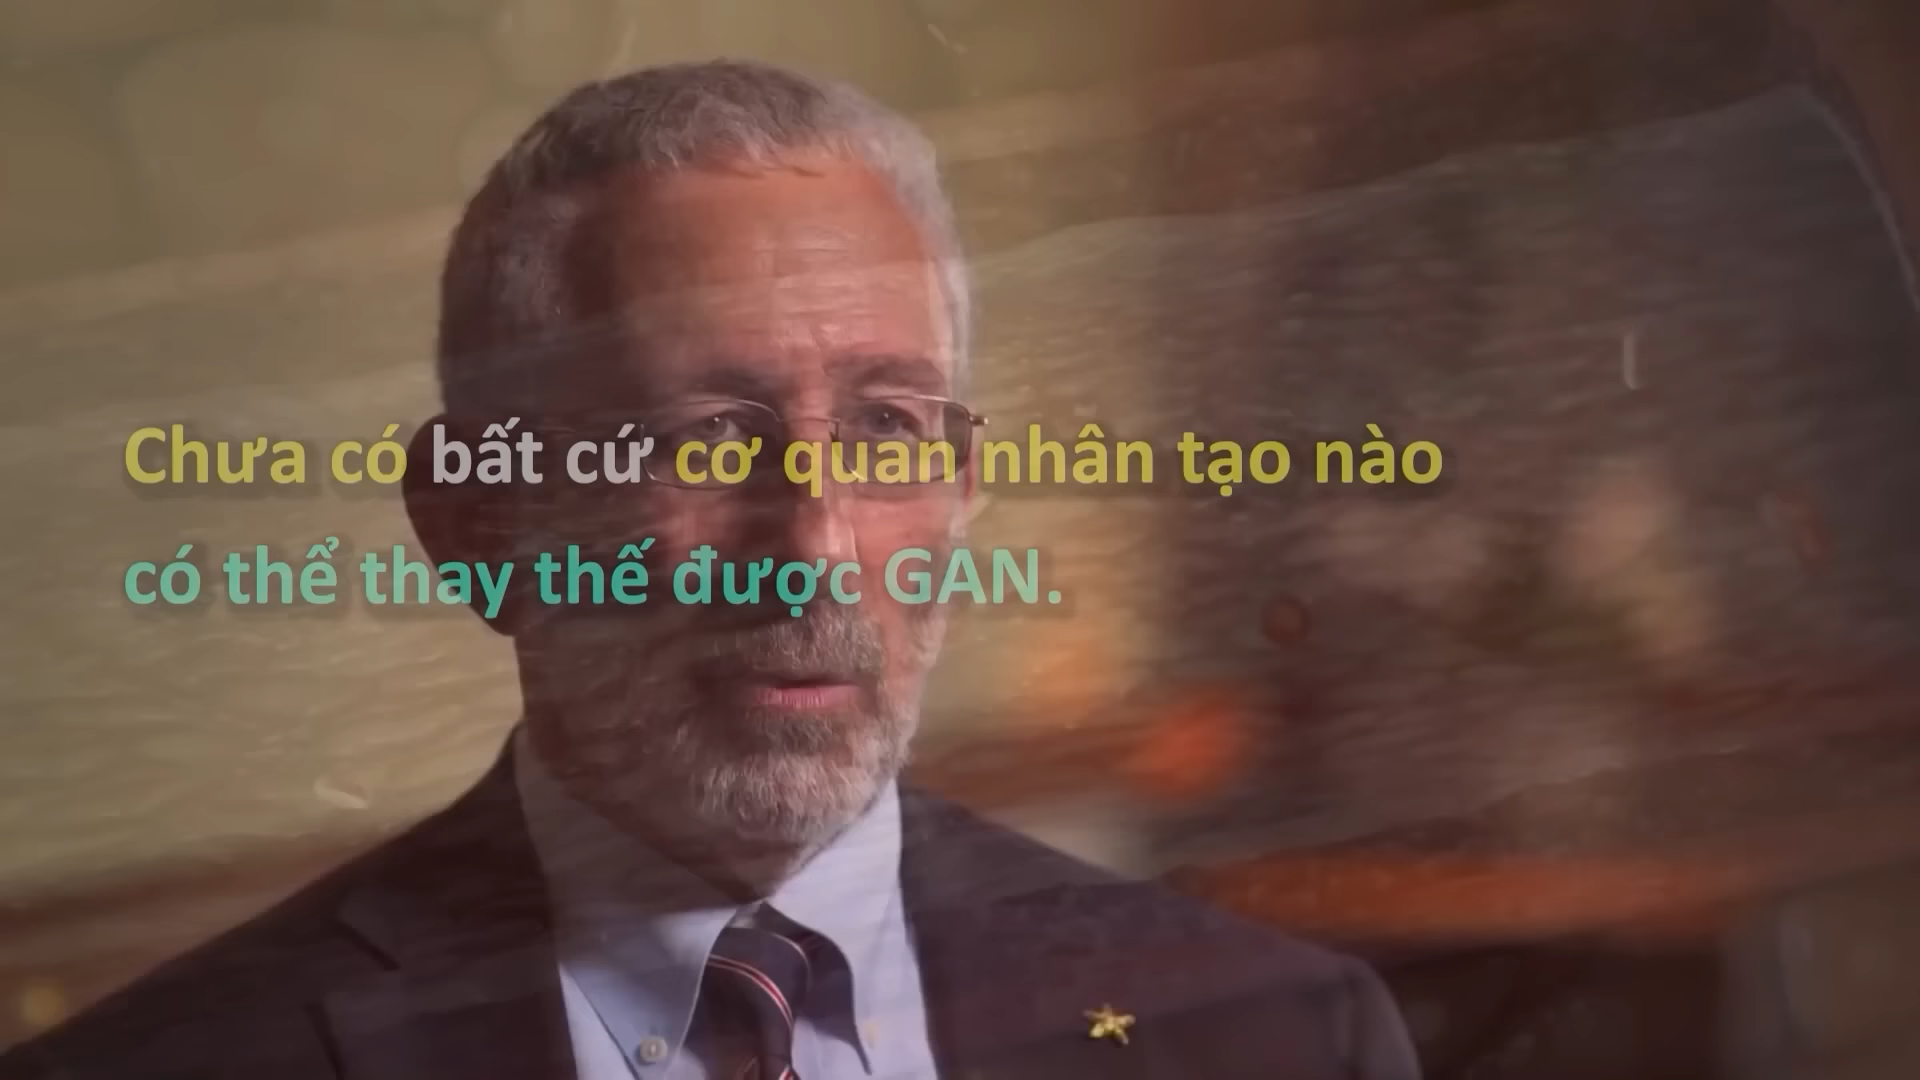 Chưa có bất cứ cơ quan nhân tạo nào
có thể thay thế được GAN.